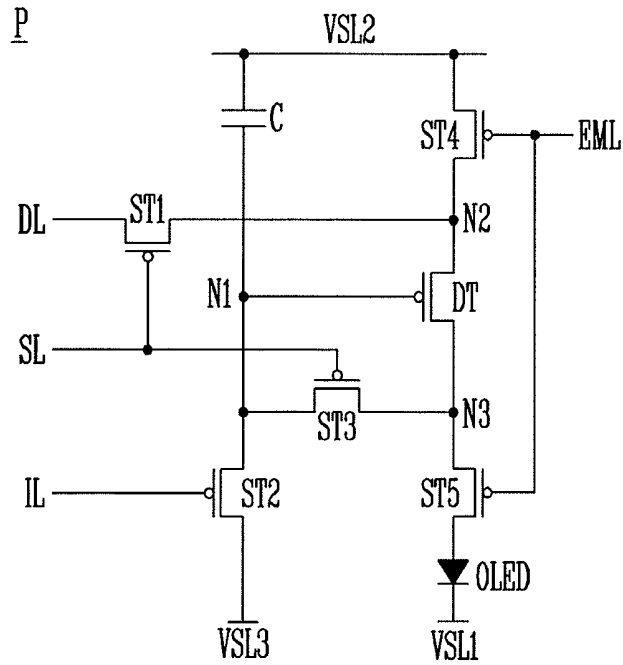 P
VSL2
C
ST4
EML
DL
ST1
N2
N1
DT
SL
ST3
N3
IL
ST2
ST5
OLED
VSL3
VSL1